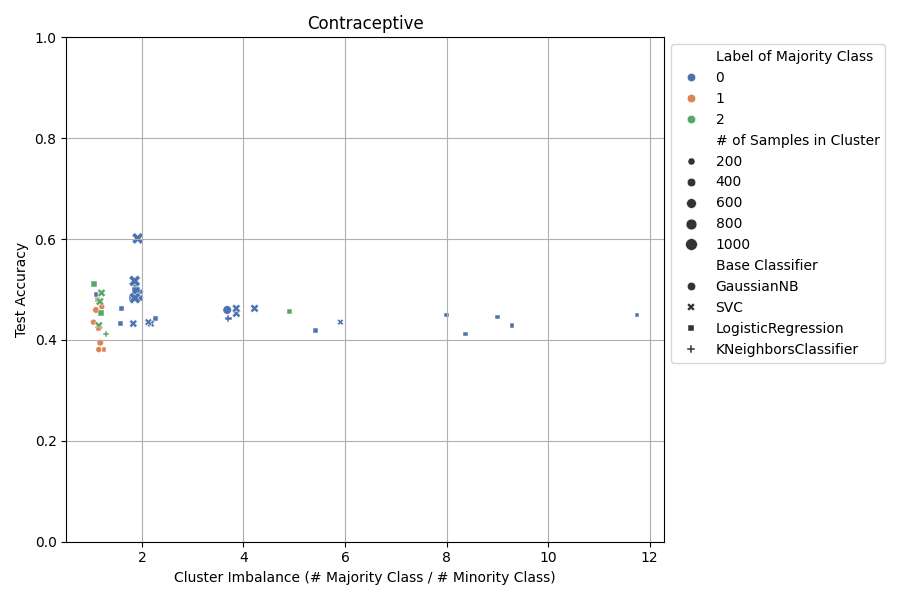 Contraceptive
1.0
0.8
0.6
0.4
0.2
0.0
Test Accuracy
2
4
6
8
10
12
Cluster Imbalance (# Majority Class / # Minority Class)
Label of Majority Class
0
1
2
# of Samples in Cluster
200
400
600
800
1000
Base Classifier
GaussianNB
SVC
LogisticRegression
KNeighborsClassifier